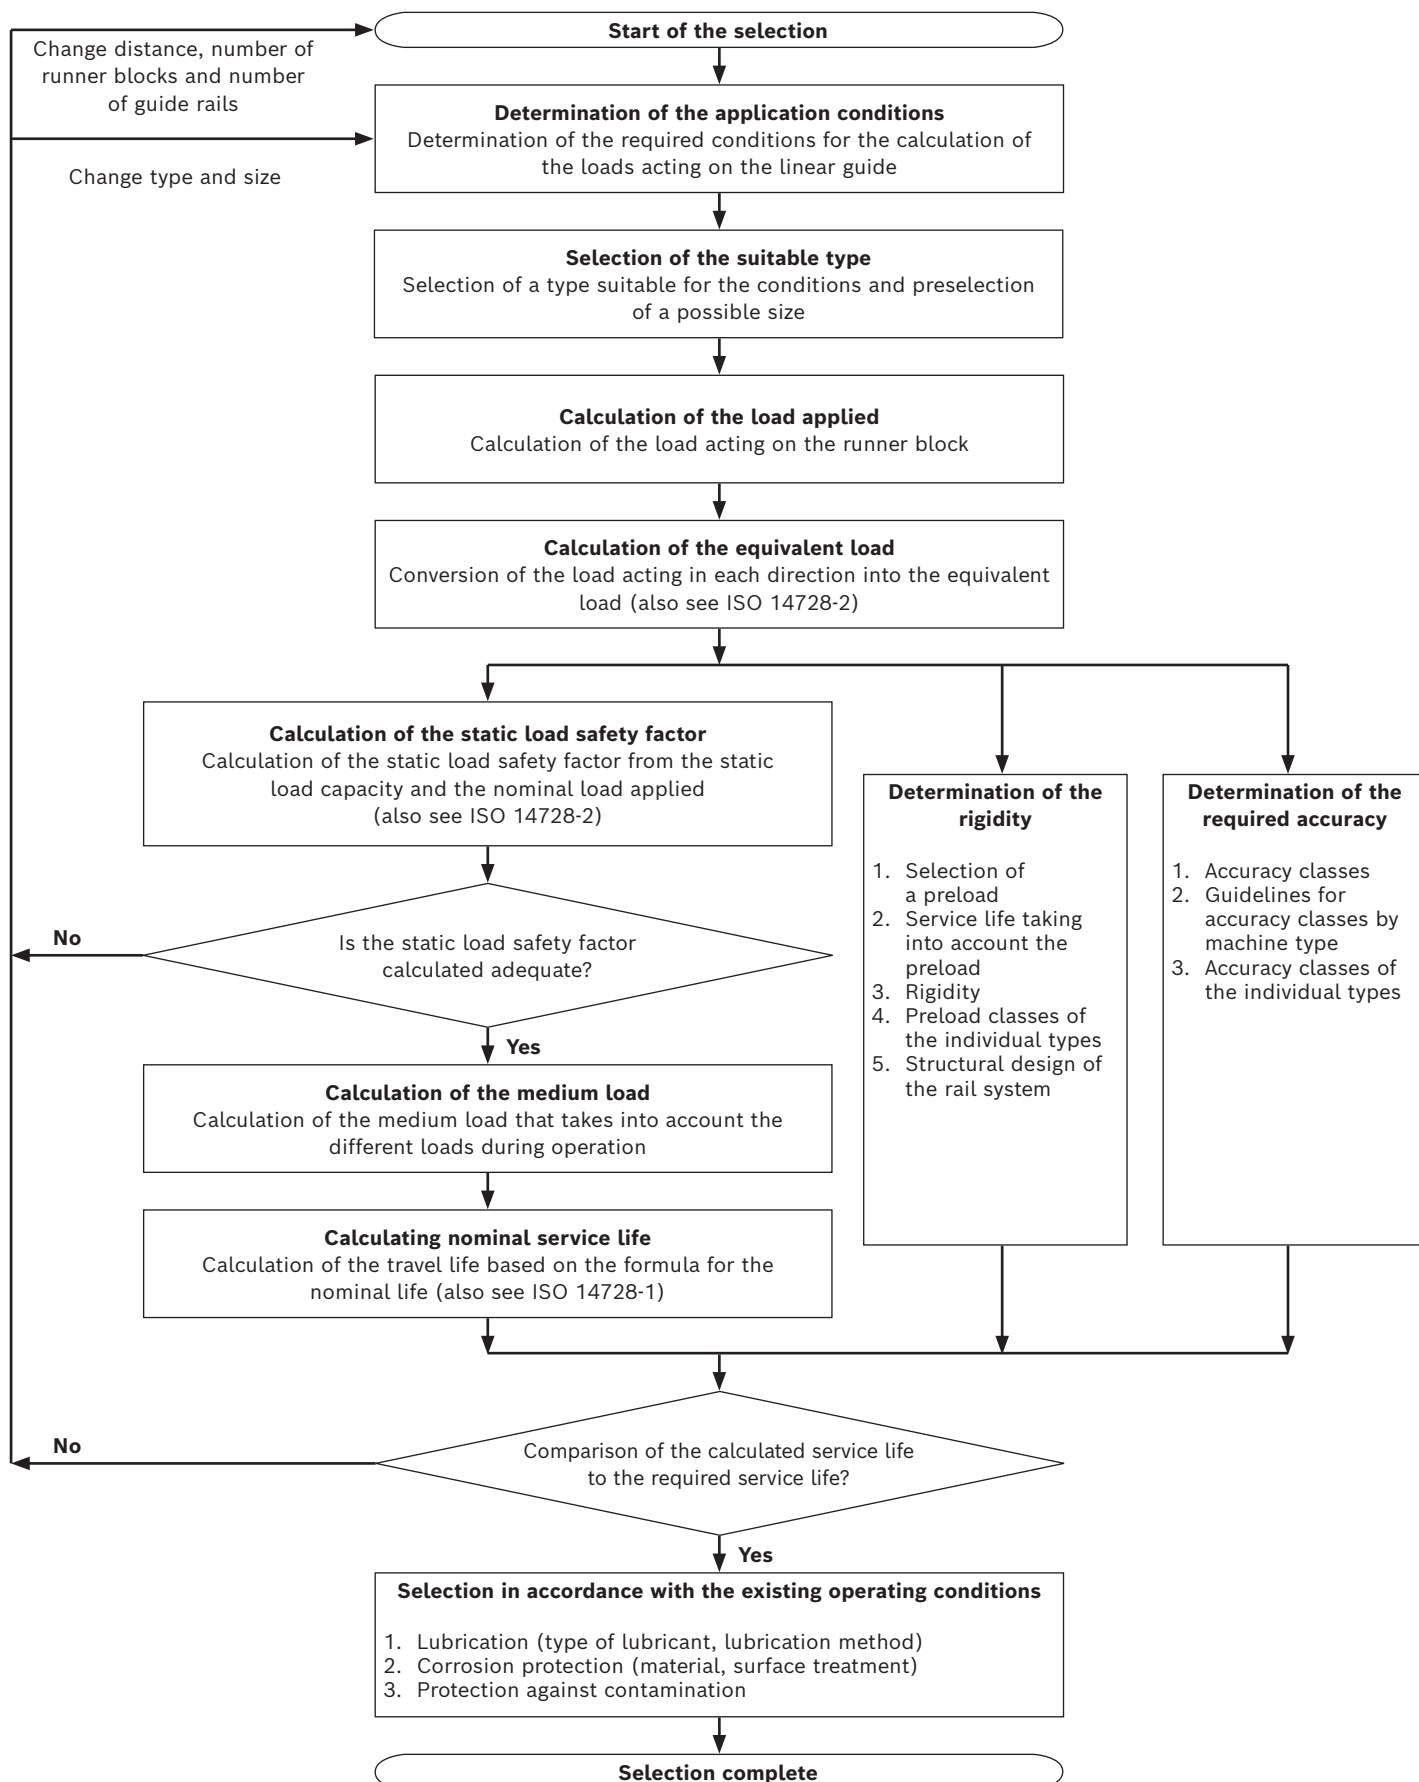 Start of the selection
Change distance, number of
runner blocks and number
of guide rails
Determination of the application conditions
Determination of the required conditions for the calculation of
the loads acting on the linear guide
Change type and size
Selection of the suitable type
Selection of a type suitable for the conditions and preselection
of a possible size
Calculation of the load applied
Calculation of the load acting on the runner block
Calculation of the equivalent load
Conversion of the load acting in each direction into the equivalent
load (also see ISO 14728-2)
Calculation of the static load safety factor
Calculation of the static load safety factor from the static
load capacity and the nominal load applied
(also see ISO 14728-2)
No
Is the static load safety factor
calculated adequate?
Yes
Calculation of the medium load
Calculation of the medium load that takes into account the
different loads during operation
Calculating nominal service life
Calculation of the travel life based on the formula for the
nominal life (also see ISO 14728-1)
Determination of the
rigidity
1. Selection of
a preload
2. Service life taking
into account the
preload
3. Rigidity
4. Preload classes of
the individual types
5. Structural design of
the rail system
Determination of the
required accuracy
1. Accuracy classes
2. Guidelines for
accuracy classes by
machine type
3. Accuracy classes of
the individual types
No
Comparison of the calculated service life
to the required service life?
Yes
Selection in accordance with the existing operating conditions
1. Lubrication (type of lubricant, lubrication method)
2. Corrosion protection (material, surface treatment)
3. Protection against contamination
Selection complete